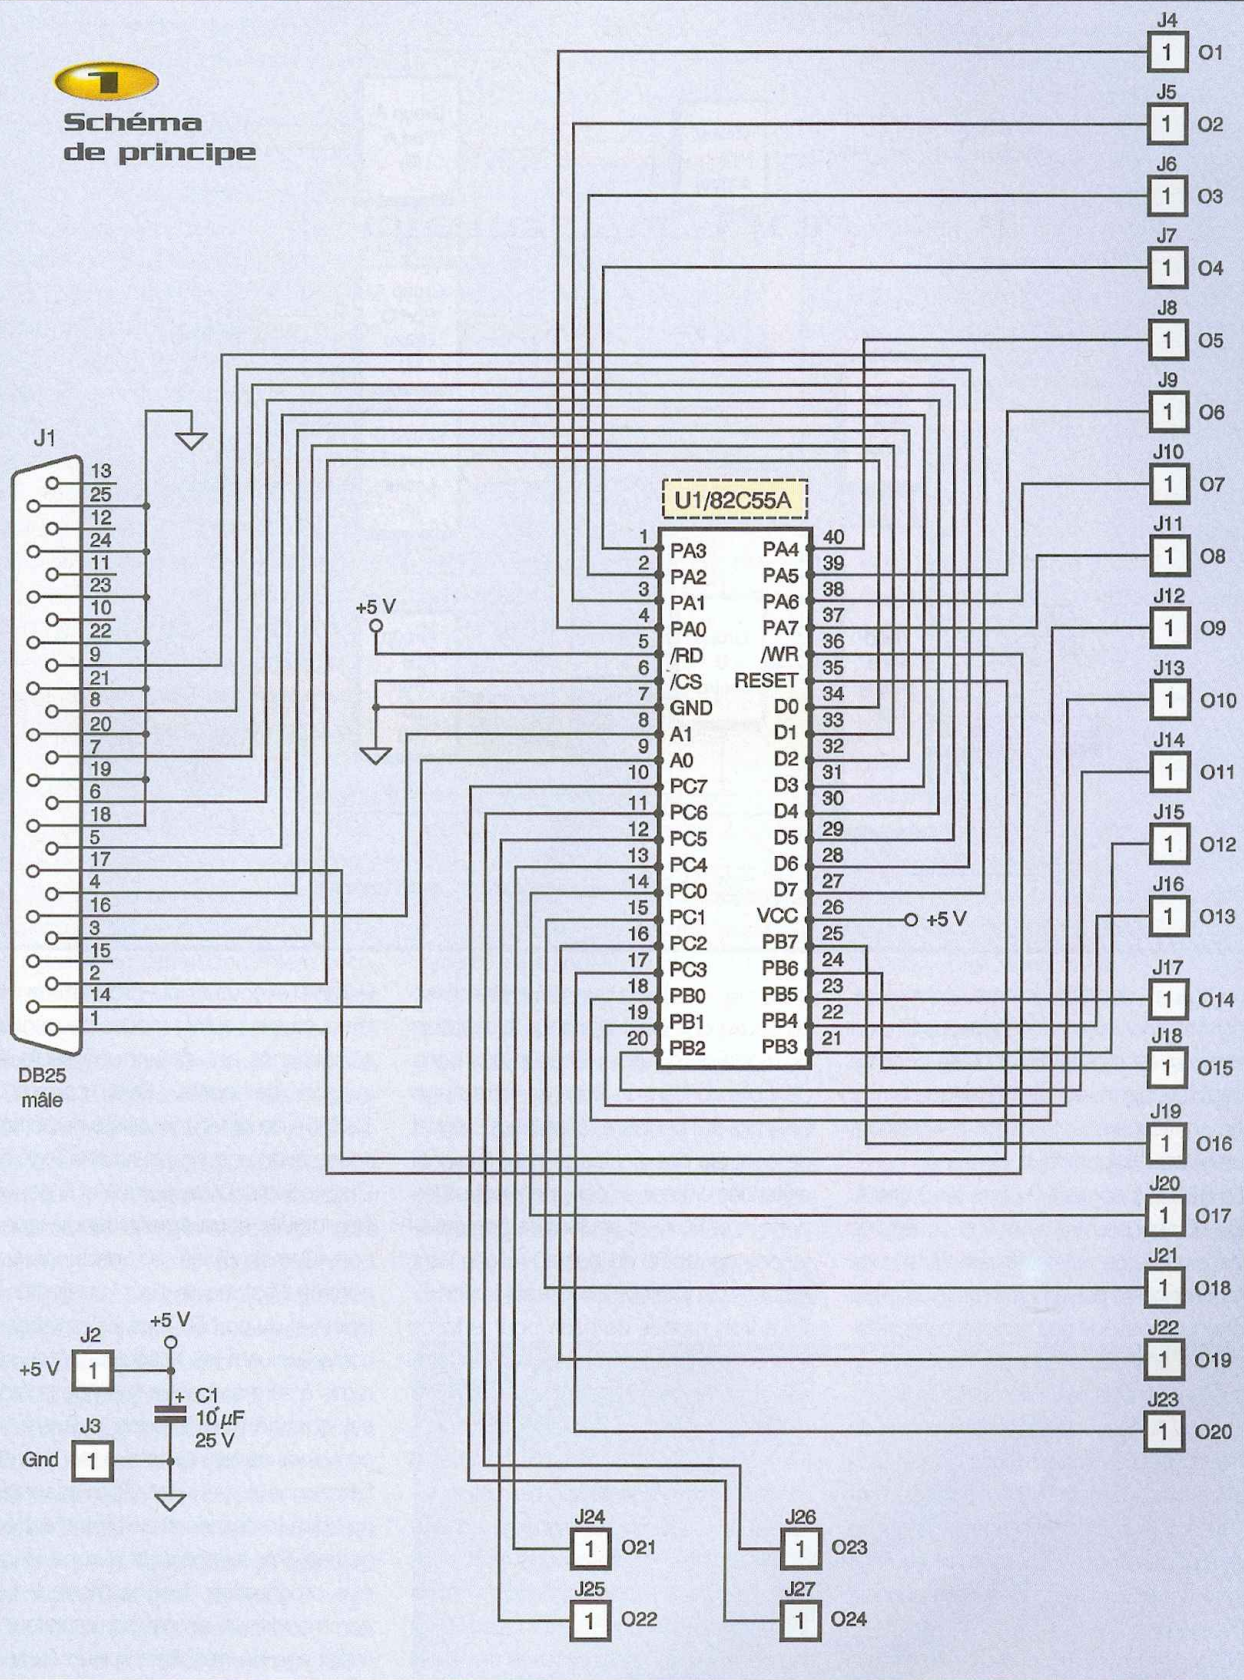 1
Schéma
de principe
J4
1 O1
J5
1 O2
J6
1 O3
J7
1 O4
J8
1 O5
J9
1 O6
J10
1 O7
J11
1 O8
J12
1 O9
J13
1 O10
J14
1 O11
J15
1 O12
J16
1 O13
J17
1 O14
J18
1 O15
J19
1 O16
J20
1 O17
J21
1 O18
J22
1 O19
J23
1 O20
J1
13
25
12
24
11
23
10
22
9
21
8
20
7
19
6
18
5
17
4
16
3
15
2
14
1
DB25
mâle
+5 V
U1/82C55A
1 PA3 PA4 40
2 PA2 PA5 39
3 PA1 PA6 38
4 PA0 PA7 37
5 /RD /WR 36
6 /CS RESET 35
7 GND D0 34
8 A1 D1 33
9 A0 D2 32
10 PC7 D3 31
11 PC6 D4 30
12 PC5 D5 29
13 PC4 D6 28
14 PC0 D7 27
15 PC1 VCC 26 +5 V
16 PC2 PB7 25
17 PC3 PB6 24
18 PB0 PB5 23
19 PB1 PB4 22
20 PB2 PB3 21
+5 V
J2
+5 V 1
+ C1
10 µF
25 V
J3
Gnd 1
J24
1 O21
J25
1 O22
J26
1 O23
J27
1 O24